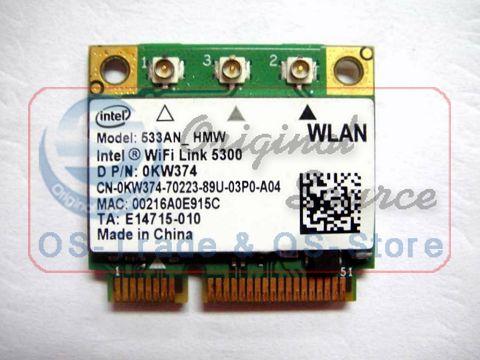 1 3 2
intel
WLAN
Model: 533AN_HMW
Intel ® WiFi Link 5300
D P/N: 0KW374
CN-0KW374-70223-89U-03P0-A04
MAC: 00216A0E915C
TA: E14715-010
Made in China
Original
Source
OS-Trade & OS-Store
1 51